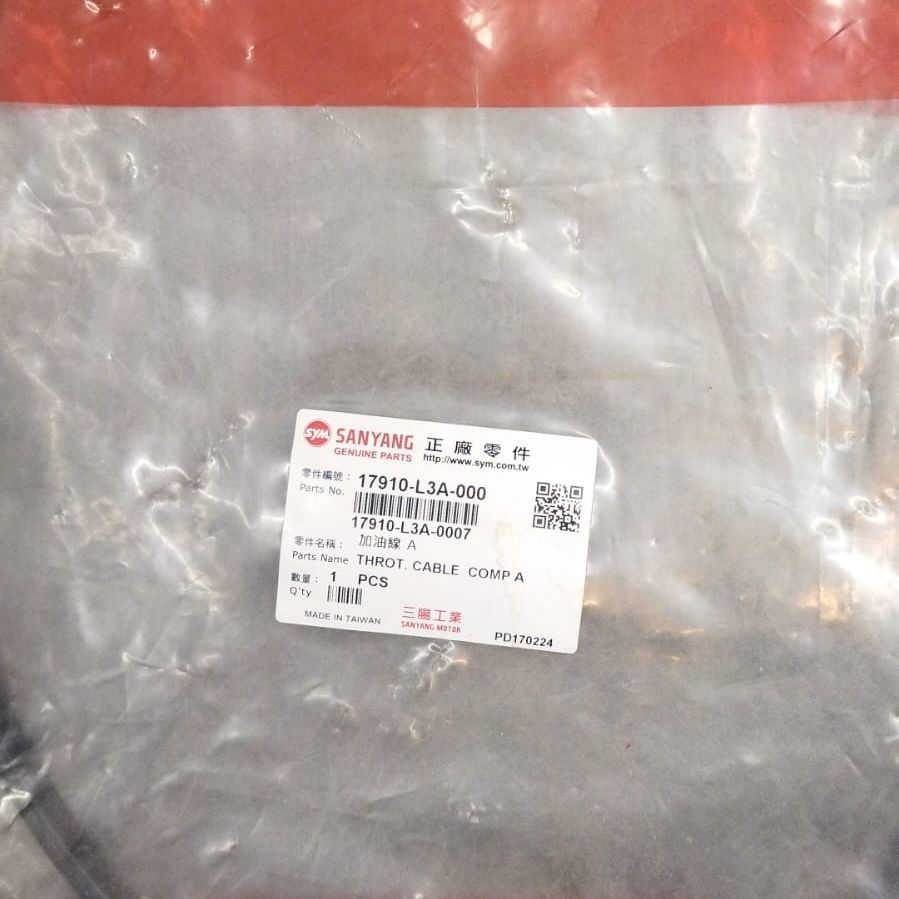 SYM SANYANG 正廠零件
GENUINE PARTS http://www.sym.com.tw
零件編號： 17910-L3A-000
Parts No.
17910-L3A-0007
零件名稱： 加油線 A
Parts Name THROT. CABLE COMP A
數量： 1 PCS
Q'ty
MADE IN TAIWAN 三陽工業
SANYANG MOTOR
PD170224